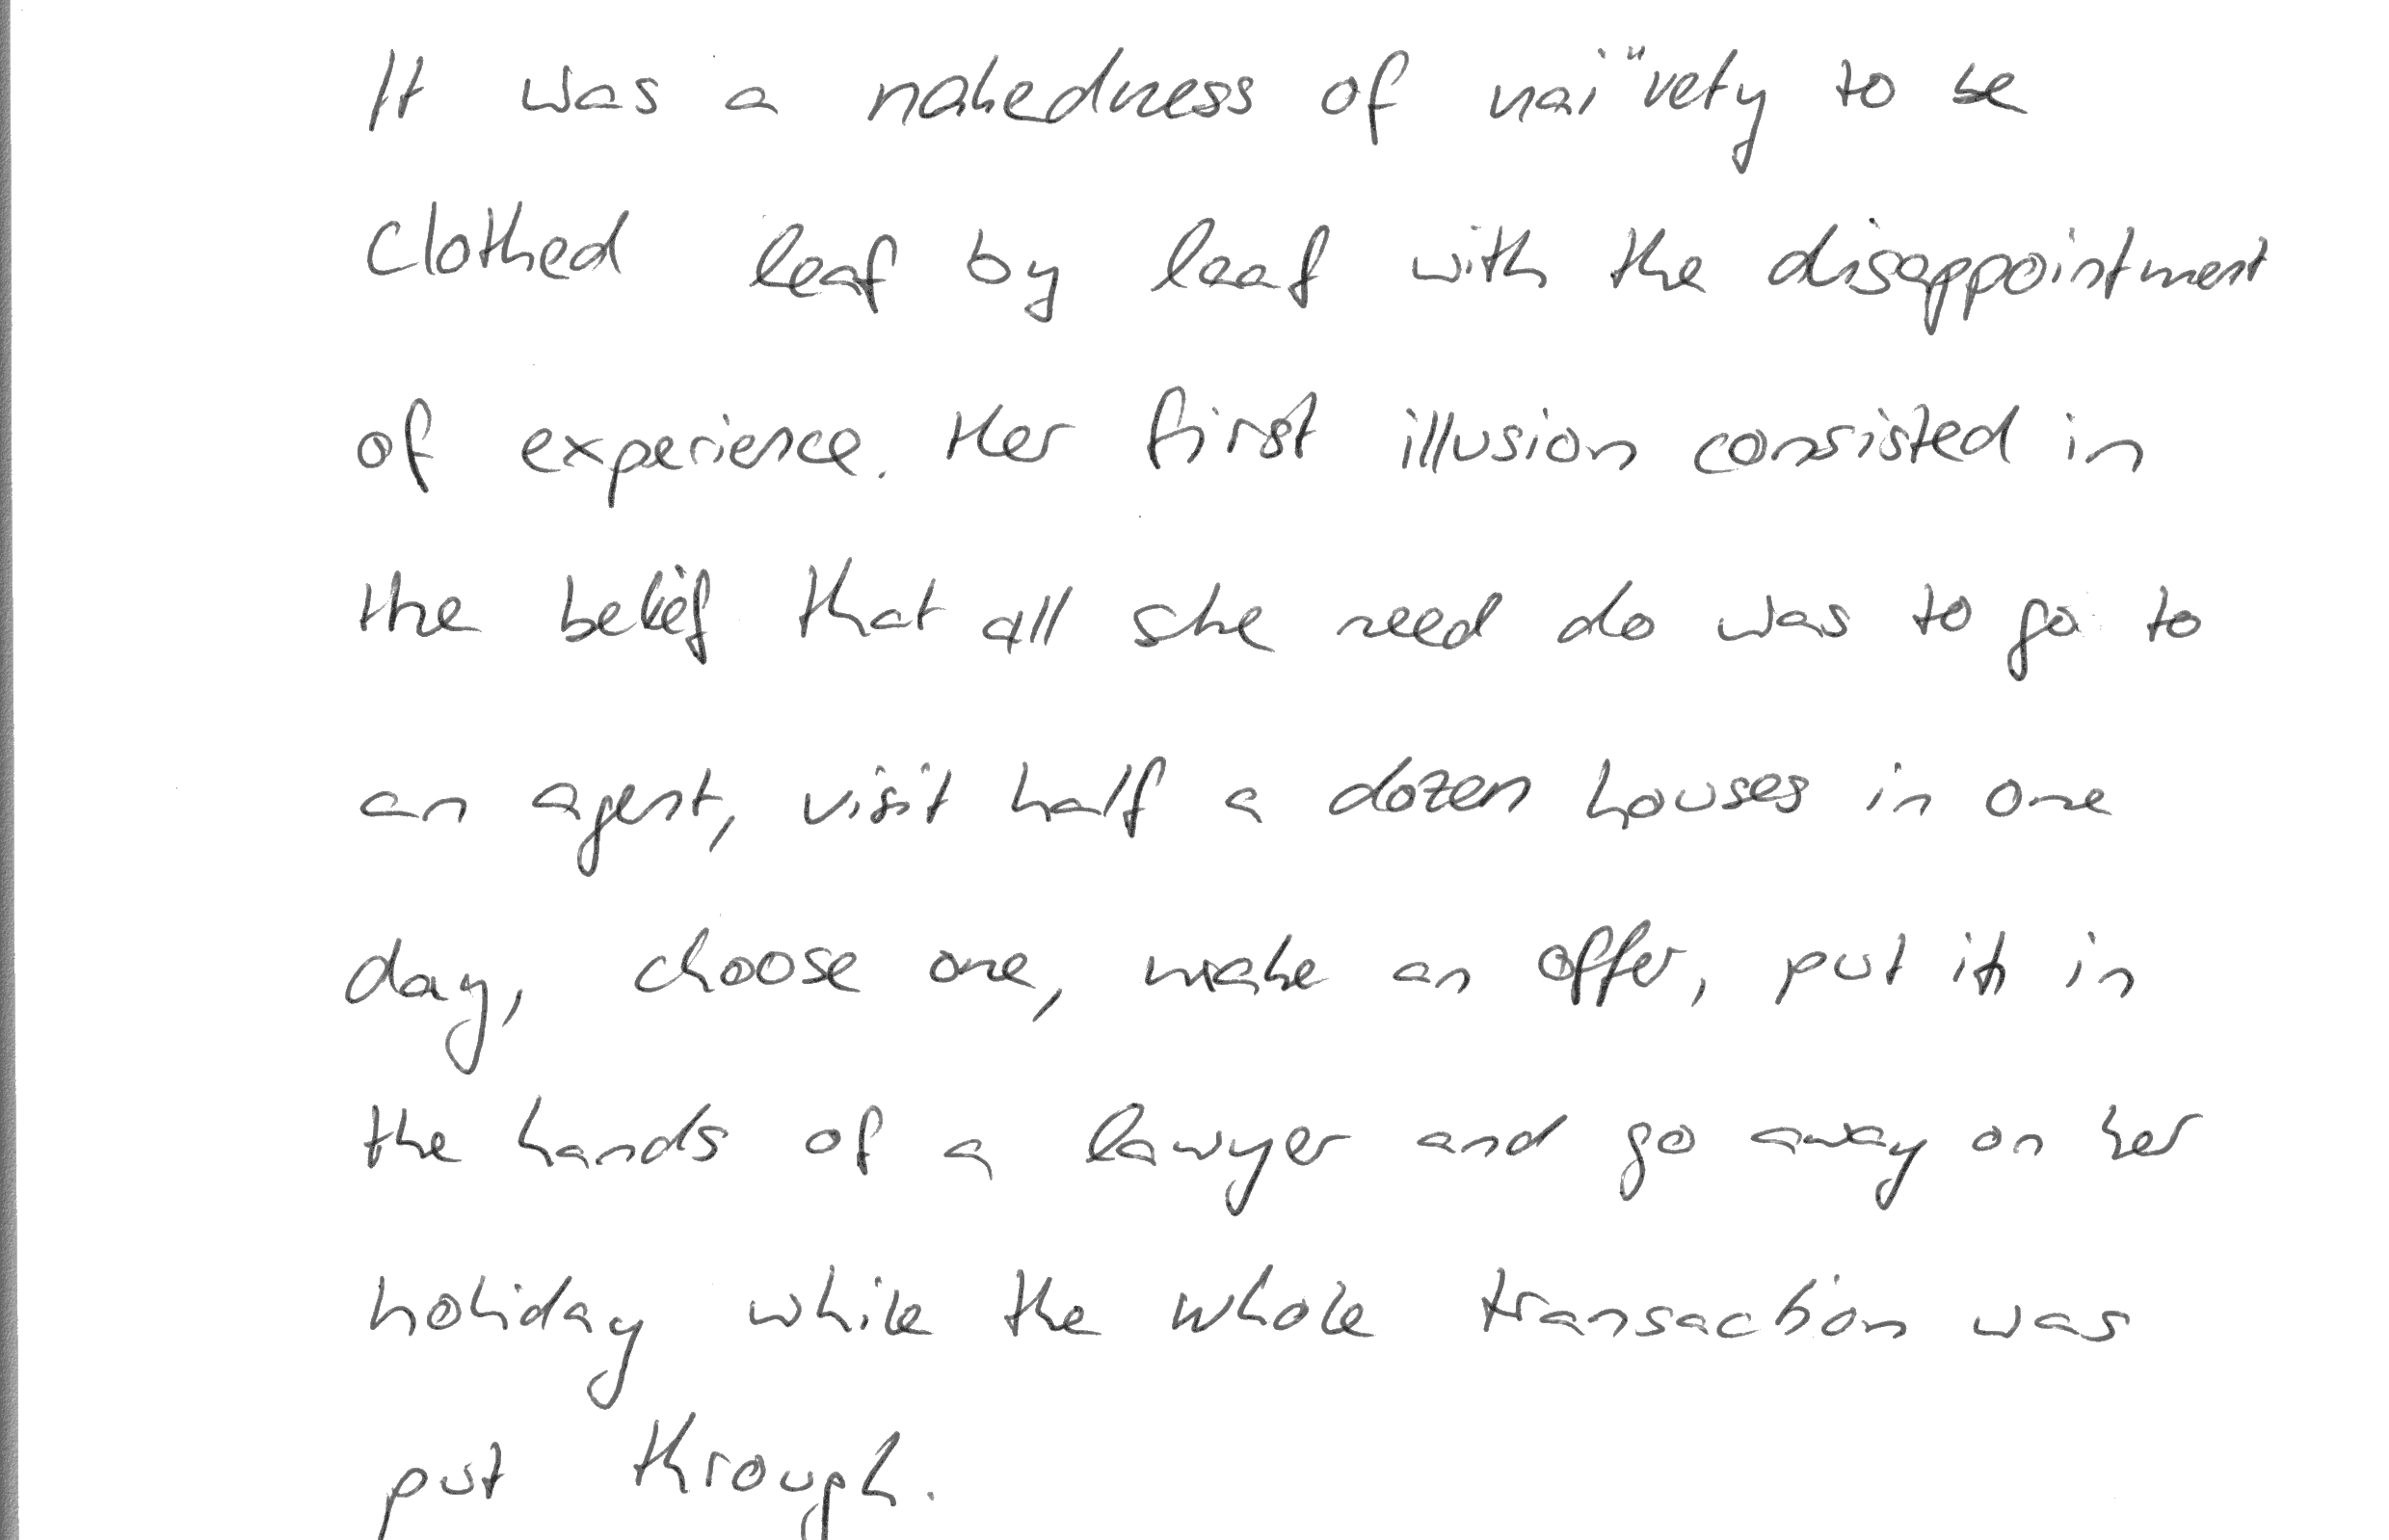 It was a nakedness of nai"vety to be
clothed leaf by leaf with the disappointment
of experience. Her first illusion consisted in
the belief that all she need do was to go to
an agent, visit half a dozen houses in one
day, choose one, make an offer, put it in
the hands of a lawyer and go away on her
holiday while the whole transaction was
put through.